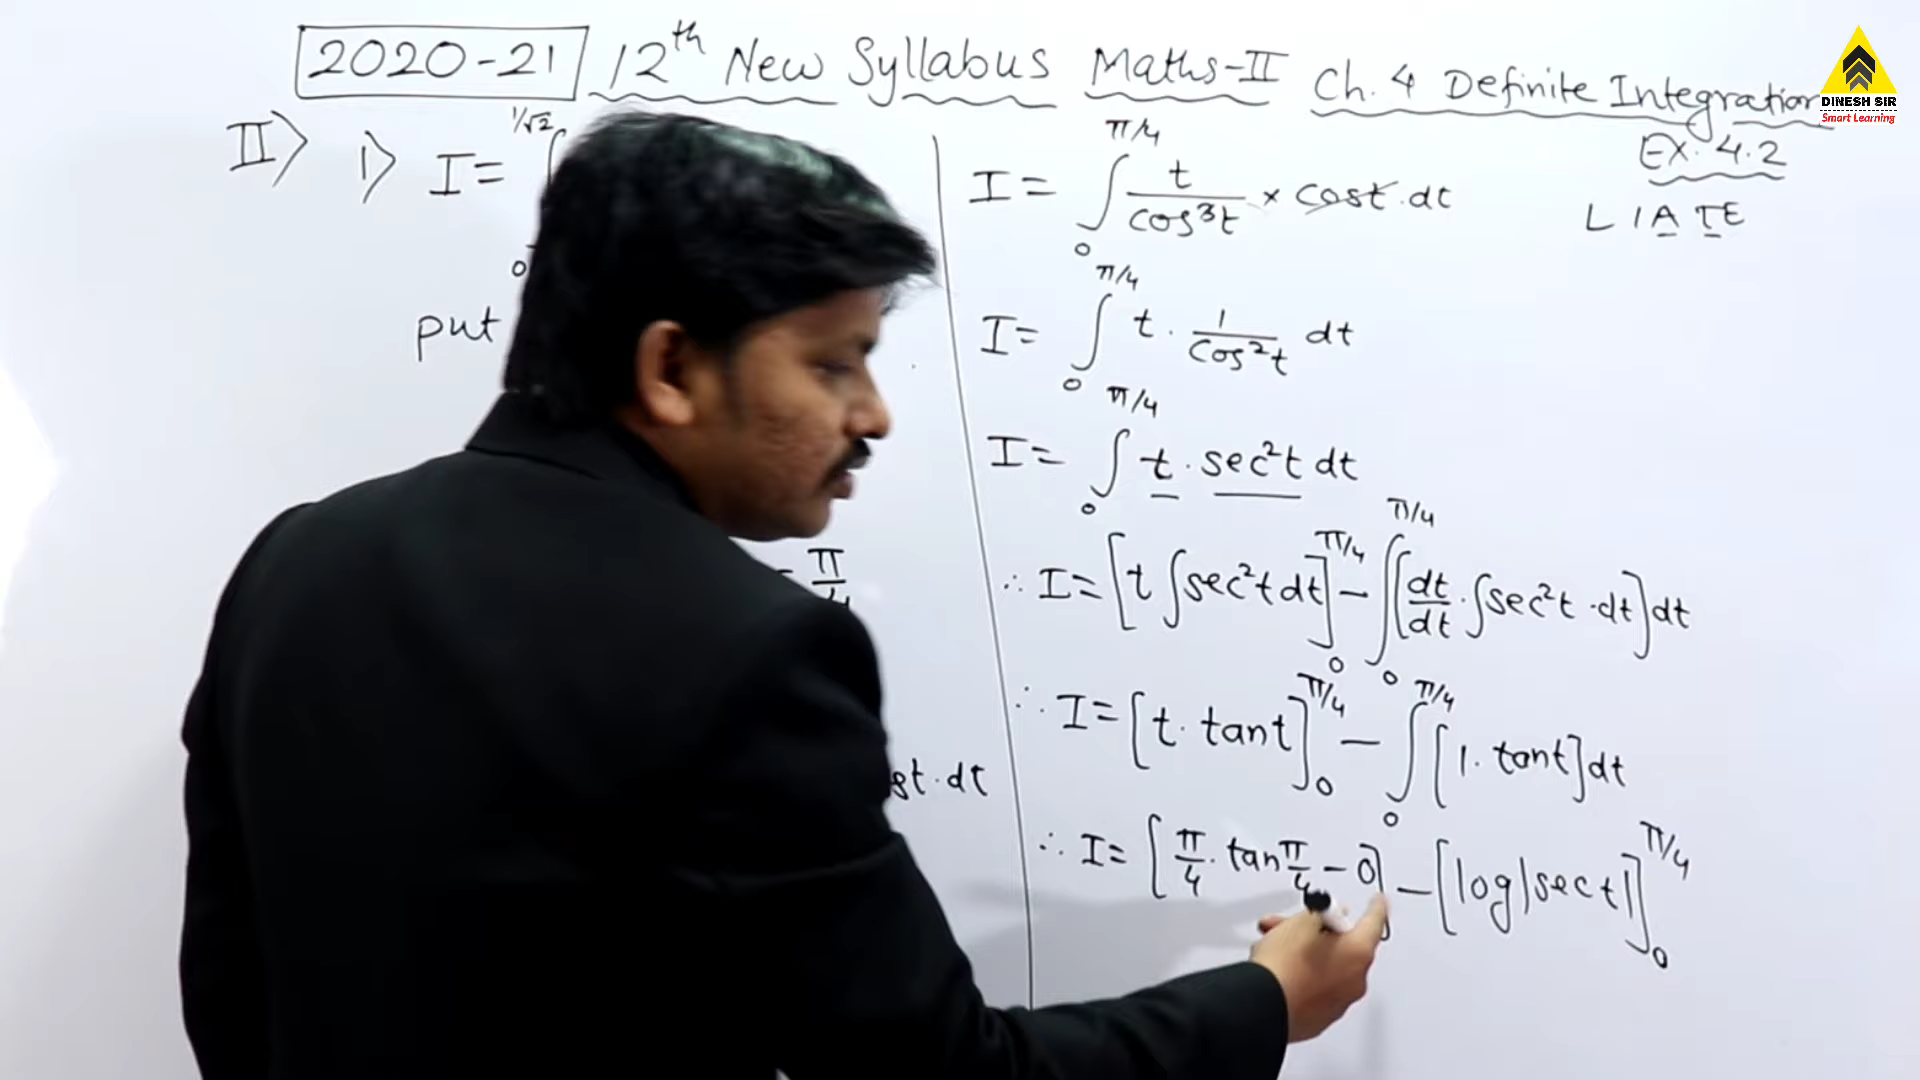 2020-21 12th New Syllabus Maths-II Ch. 4 Definite Integration
DINESH SIR
Smart Learning
EX. 4.2
LIATE
II) 1) I = 1/√2 0
put
= π/4
cost·dt
I = ∫₀^{π/4} t/cos³t × cost·dt
I = ∫₀^{π/4} t · 1/cos²t dt
I = ∫₀^{π/4} t · sec²t dt
∴ I = [t ∫sec²t dt]₀^{π/4} − ∫₀^{π/4} [dt/dt · ∫sec²t ·dt] dt
∴ I = [t · tant]₀^{π/4} − ∫₀^{π/4} [1 · tant] dt
∴ I = [π/4 · tan π/4 − 0] − [log|sect|]₀^{π/4}